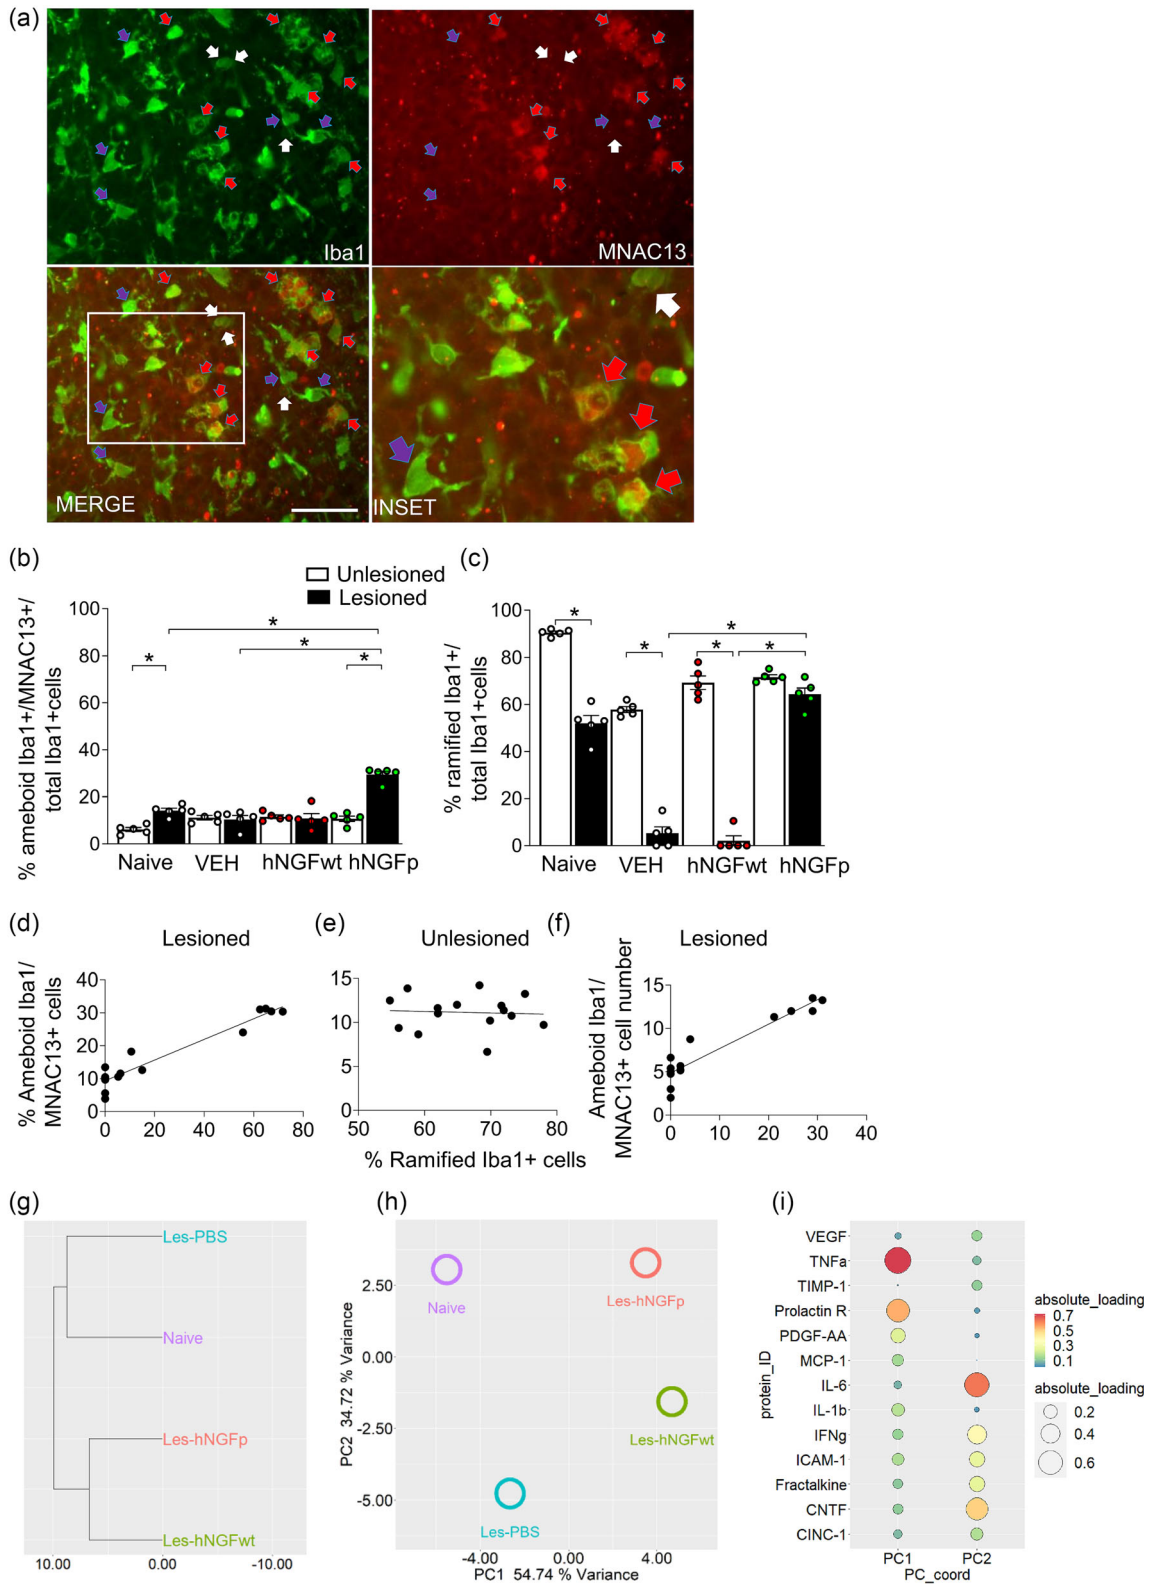 (a)
Iba1
MNAC13
MERGE
INSET
(b)
Unlesioned
Lesioned
% ameboid Iba1+/MNAC13+/
total Iba1+cells
100
80
60
40
20
0
*
*
*
*
Naive
VEH
hNGFwt
hNGFp
(c)
% ramified Iba1+/
total Iba1+cells
100
80
60
40
20
0
*
*
*
*
*
Naive
VEH
hNGFwt
hNGFp
(d)
Lesioned
% Ameboid Iba1/
MNAC13+ cells
40
30
20
10
0
0 20 40 60 80
(e)
Unlesioned
15
10
5
0
50 60 70 80
% Ramified Iba1+ cells
(f)
Lesioned
Ameboid Iba1/
MNAC13+ cell number
15
10
5
0
0 10 20 30 40
(g)
Les-PBS
Naive
Les-hNGFp
Les-hNGFwt
10.00 0.00 -10.00
(h)
PC2 34.72 % Variance
2.50
0.00
-2.50
-5.00
Naive
Les-hNGFp
Les-hNGFwt
Les-PBS
-4.00 0.00 4.00
PC1 54.74 % Variance
(i)
protein_ID
VEGF
TNFa
TIMP-1
Prolactin R
PDGF-AA
MCP-1
IL-6
IL-1b
IFNg
ICAM-1
Fractalkine
CNTF
CINC-1
PC1 PC2
PC_coord
absolute_loading
0.7
0.5
0.3
0.1
absolute_loading
0.2
0.4
0.6